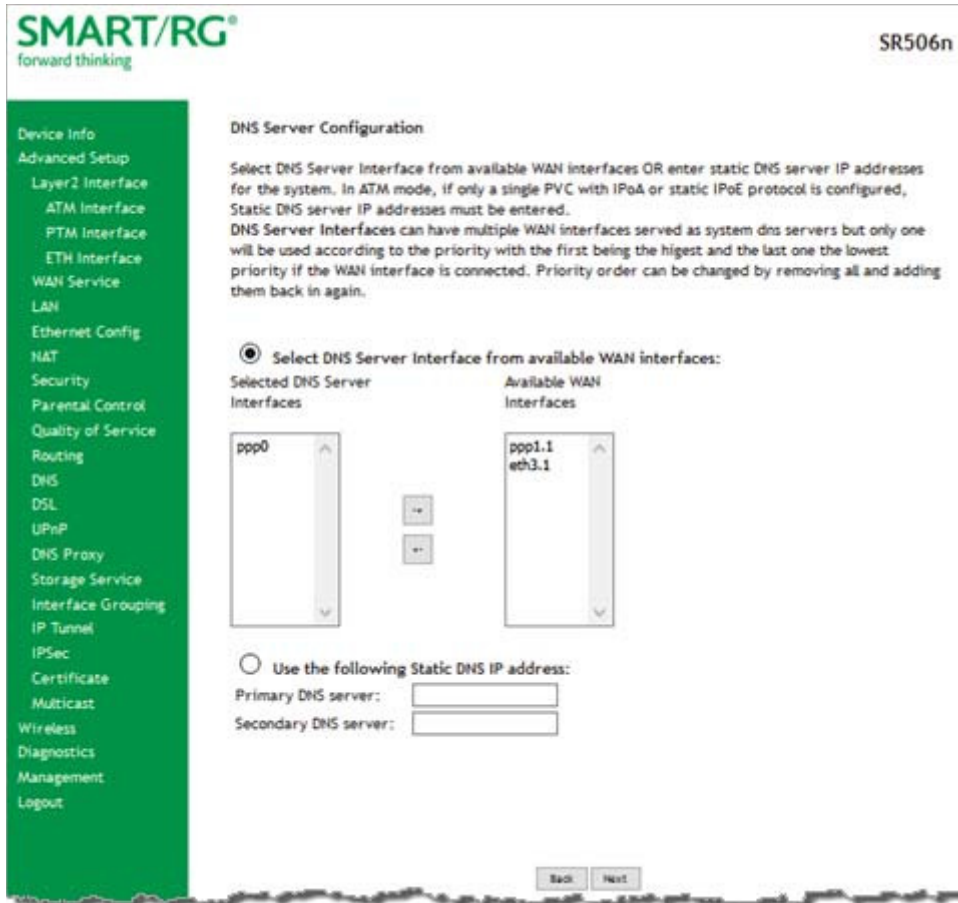 SMART/RG®
forward thinking
SR506n
Device Info
Advanced Setup
Layer2 Interface
ATM Interface
PTM Interface
ETH Interface
WAN Service
LAN
Ethernet Config
NAT
Security
Parental Control
Quality of Service
Routing
DNS
DSL
UPnP
DNS Proxy
Storage Service
Interface Grouping
IP Tunnel
IPSec
Certificate
Multicast
Wireless
Diagnostics
Management
Logout
DNS Server Configuration
Select DNS Server Interface from available WAN interfaces OR enter static DNS server IP addresses
for the system. In ATM mode, if only a single PVC with IPoA or static IPoE protocol is configured,
Static DNS server IP addresses must be entered.
DNS Server Interfaces can have multiple WAN interfaces served as system dns servers but only one
will be used according to the priority with the first being the higest and the last one the lowest
priority if the WAN interface is connected. Priority order can be changed by removing all and adding
them back in again.
Select DNS Server Interface from available WAN interfaces:
Selected DNS Server
Interfaces
Available WAN
Interfaces
ppp0
ppp1.1
eth3.1
->
<-
Use the following Static DNS IP address:
Primary DNS server:
Secondary DNS server:
Back
Next